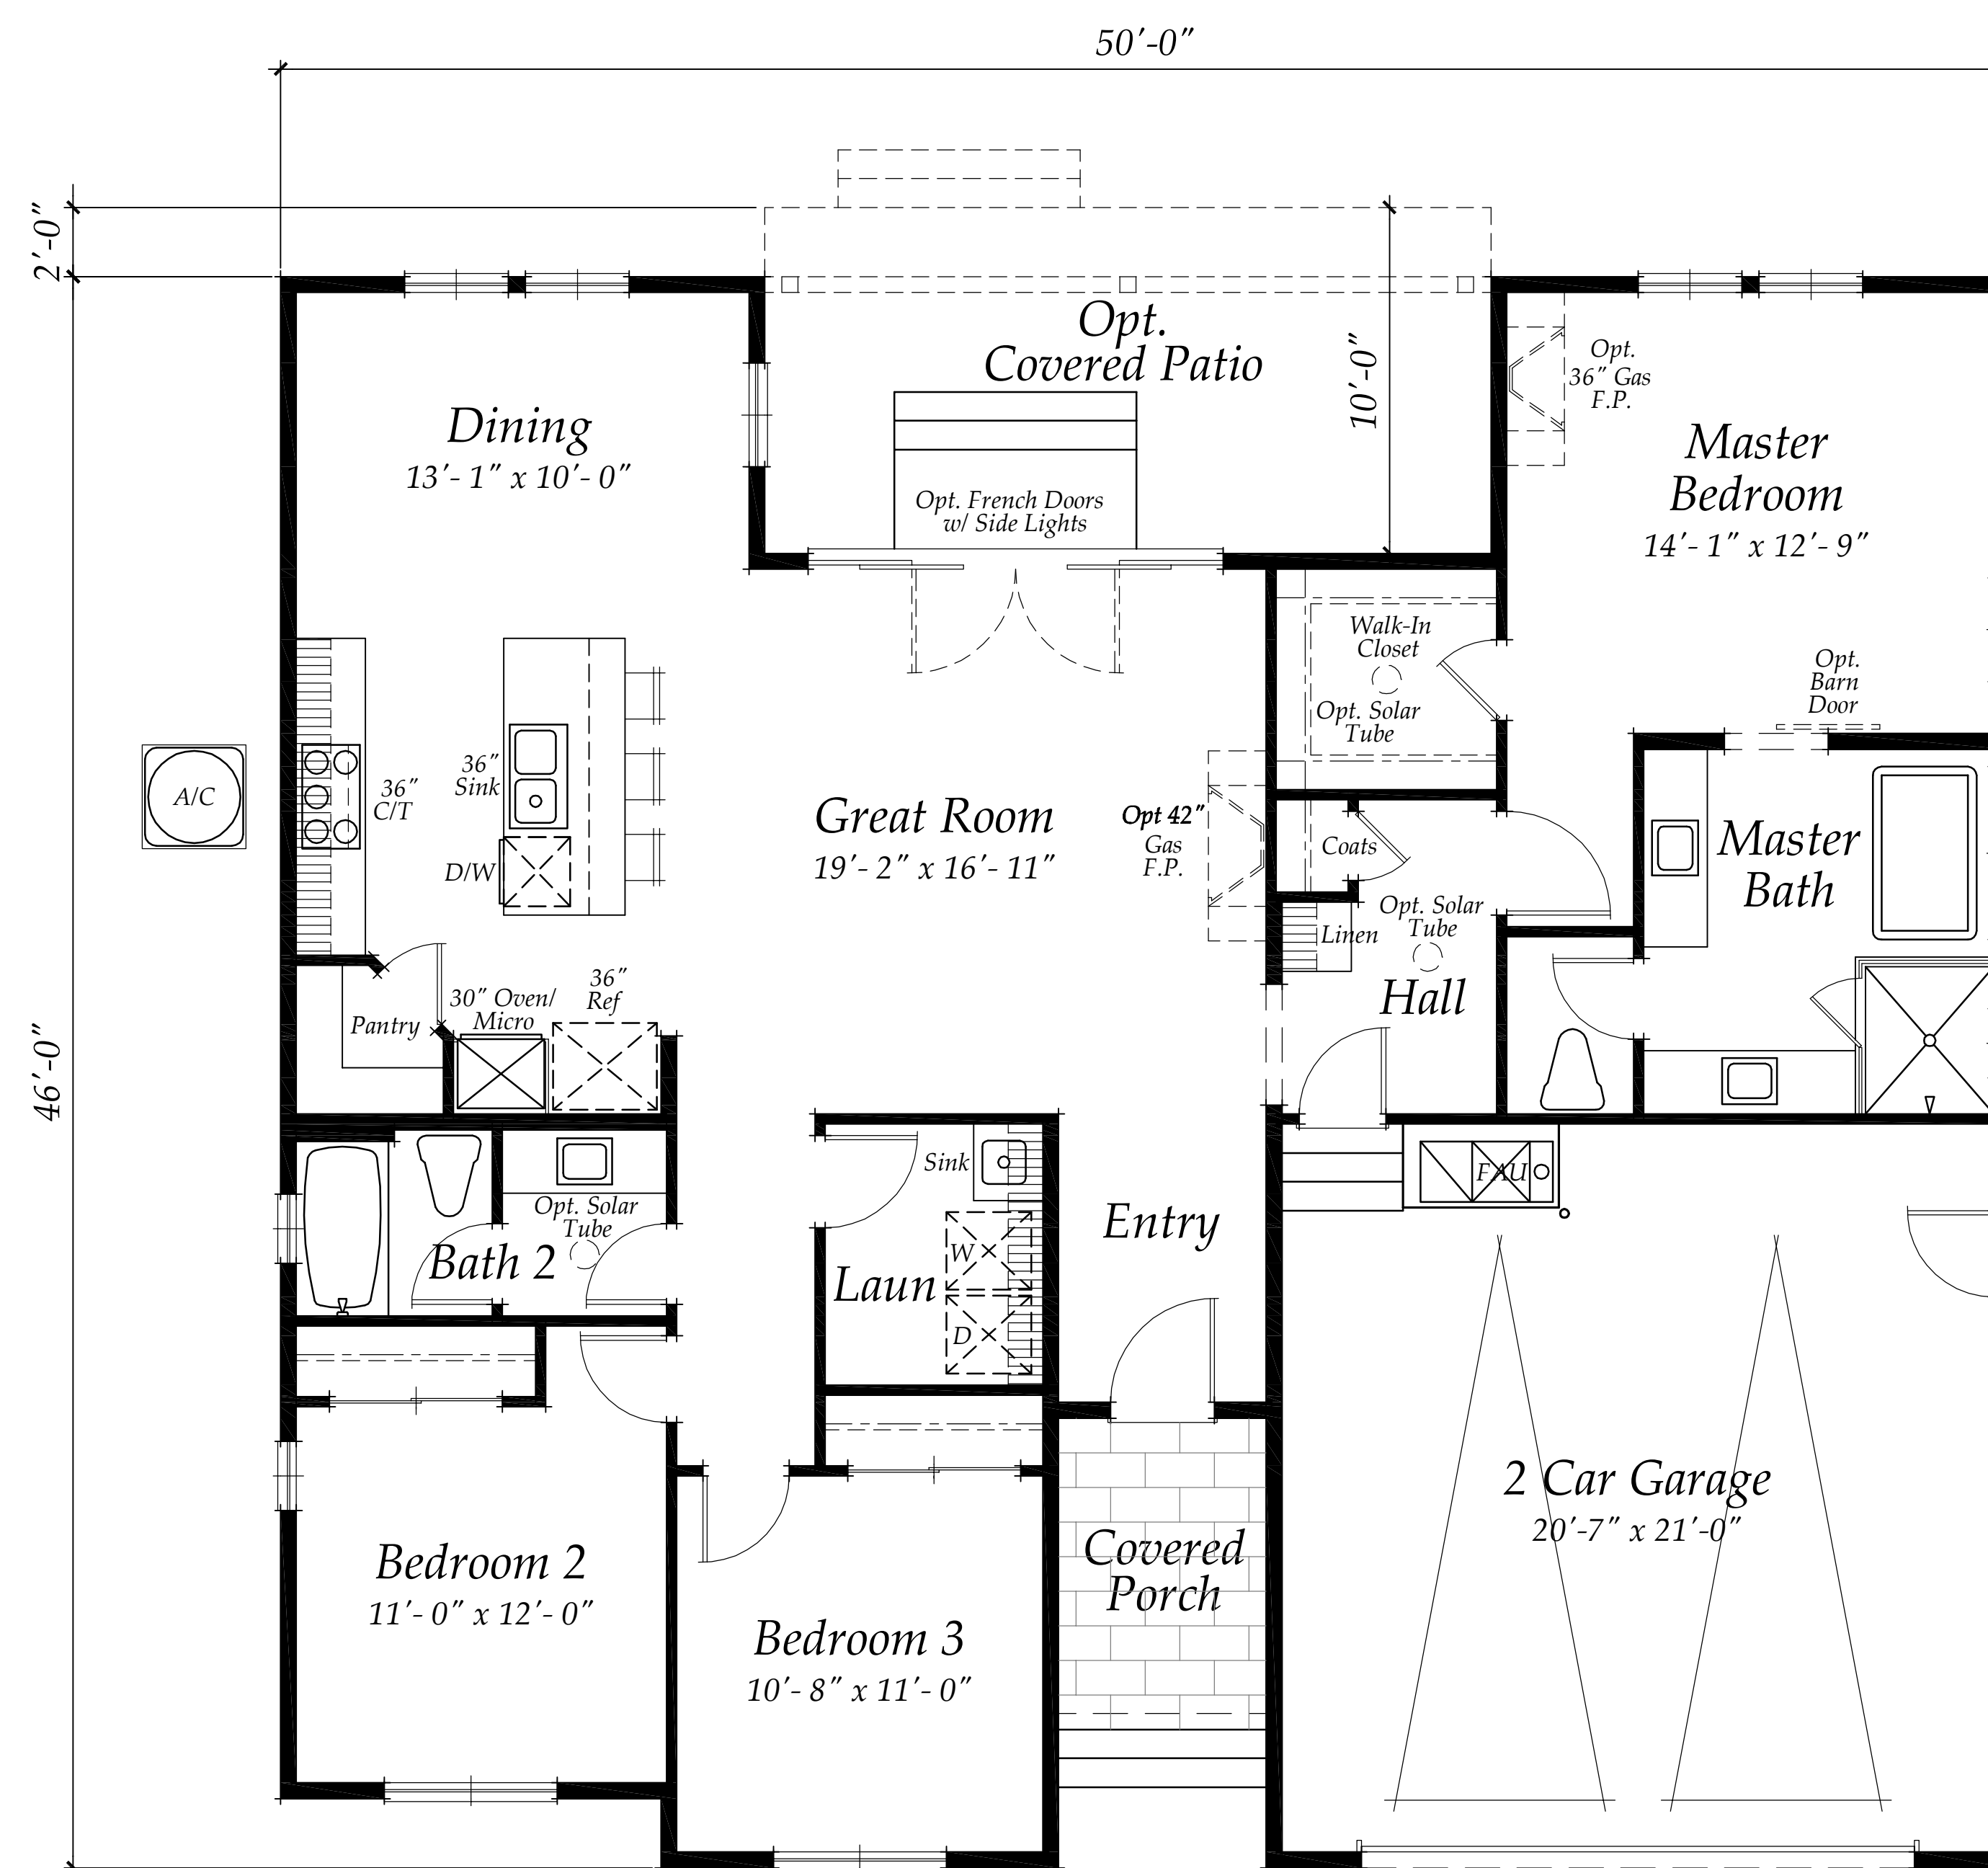 50'-0"
2'-0"
46'-0"
10'-0"
Opt.
Covered Patio
Opt. French Doors
w/ Side Lights
Dining
13'- 1" x 10'- 0"
Opt.
36" Gas
F.P.
Master
Bedroom
14'- 1" x 12'- 9"
Walk-In
Closet
Opt. Solar
Tube
Opt.
Barn
Door
A/C
36"
C/T
36"
Sink
D/W
Great Room
19'- 2" x 16'- 11"
Opt 42"
Gas
F.P.
Coats
Linen
Opt. Solar
Tube
Hall
Master
Bath
Pantry
30" Oven/
Micro
36"
Ref
Sink
FAU
Opt. Solar
Tube
Bath 2
W
Laun
D
Entry
2 Car Garage
20'-7" x 21'-0"
Bedroom 2
11'- 0" x 12'- 0"
Covered
Porch
Bedroom 3
10'- 8" x 11'- 0"